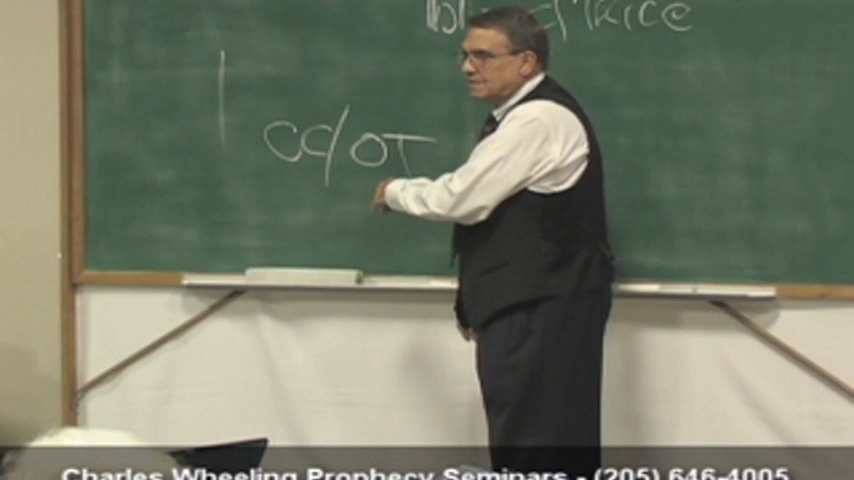 CC/OT
Charles Wheeling Prophecy Seminars - (205) 646-4005